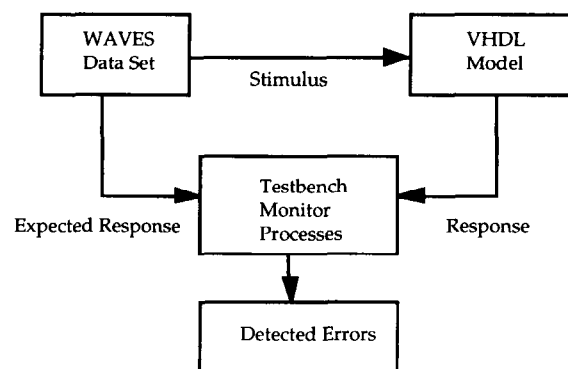 WAVES
Data Set
VHDL
Model
Stimulus
Testbench
Monitor
Processes
Expected Response
Response
Detected Errors